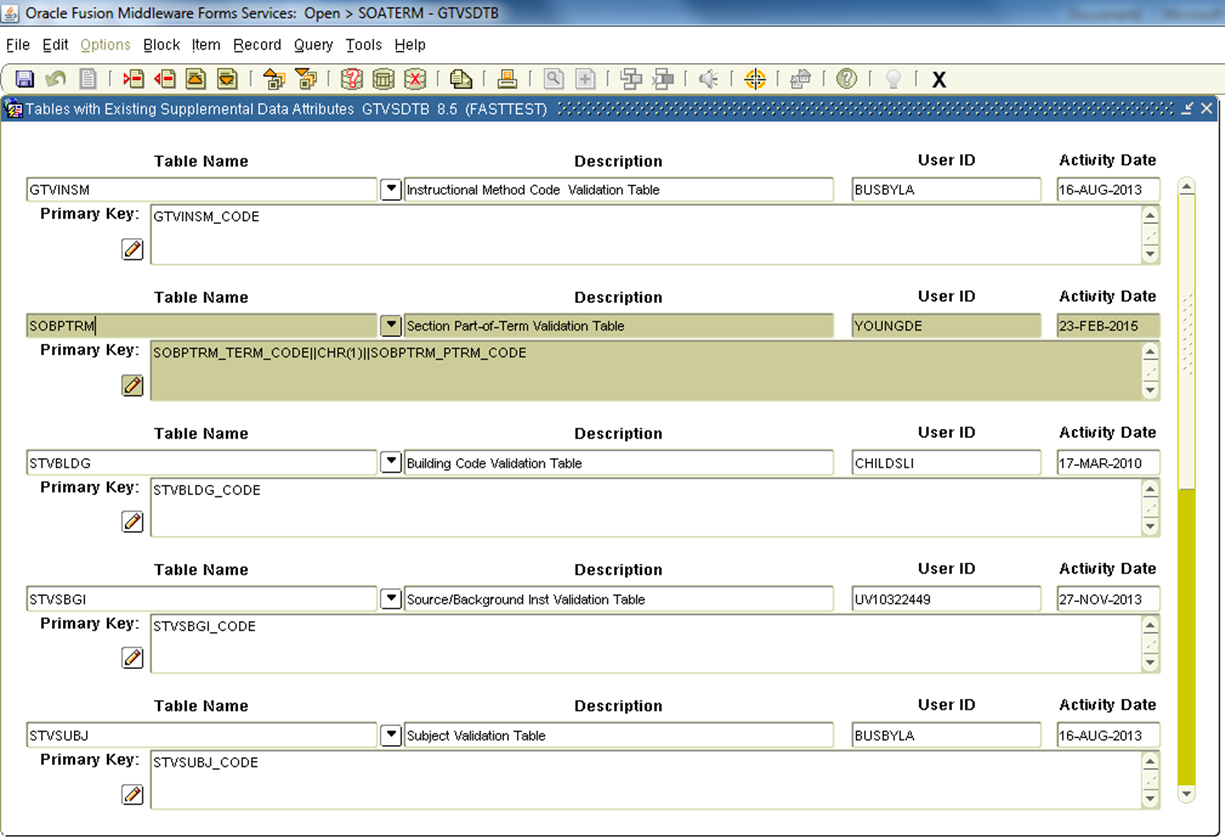 Oracle Fusion Middleware Forms Services:  Open > SOATERM - GTVSDTB
File Edit Options Block Item Record Query Tools Help
Tables with Existing Supplemental Data Attributes  GTVSDTB  8.5  (FASTTEST)
Table Name Description User ID Activity Date
GTVINSM Instructional Method Code  Validation Table BUSBYLA 16-AUG-2013
Primary Key: GTVINSM_CODE
Table Name Description User ID Activity Date
SOBPTRM Section Part-of-Term Validation Table YOUNGDE 23-FEB-2015
Primary Key: SOBPTRM_TERM_CODE||CHR(1)||SOBPTRM_PTRM_CODE
Table Name Description User ID Activity Date
STVBLDG Building Code Validation Table CHILDSLI 17-MAR-2010
Primary Key: STVBLDG_CODE
Table Name Description User ID Activity Date
STVSBGI Source/Background Inst Validation Table UV10322449 27-NOV-2013
Primary Key: STVSBGI_CODE
Table Name Description User ID Activity Date
STVSUBJ Subject Validation Table BUSBYLA 16-AUG-2013
Primary Key: STVSUBJ_CODE